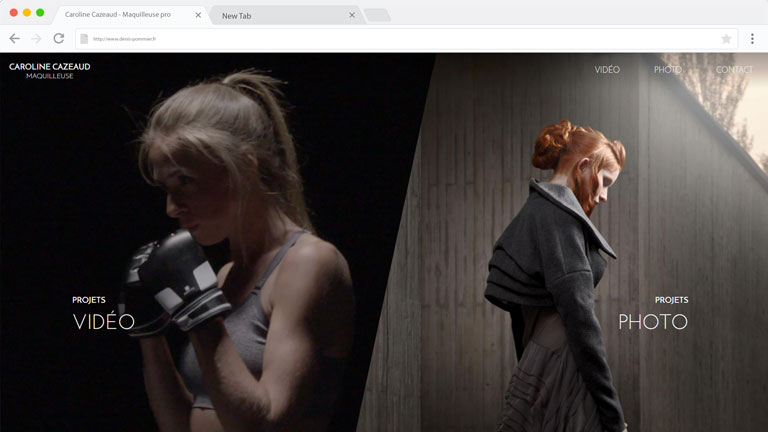 Caroline Cazeaud - Maquilleuse pro
New Tab
http://www.denis-pommier.fr
CAROLINE CAZEAUD
MAQUILLEUSE
VIDÉO PHOTO CONTACT
PROJETS
VIDÉO
PROJETS
PHOTO